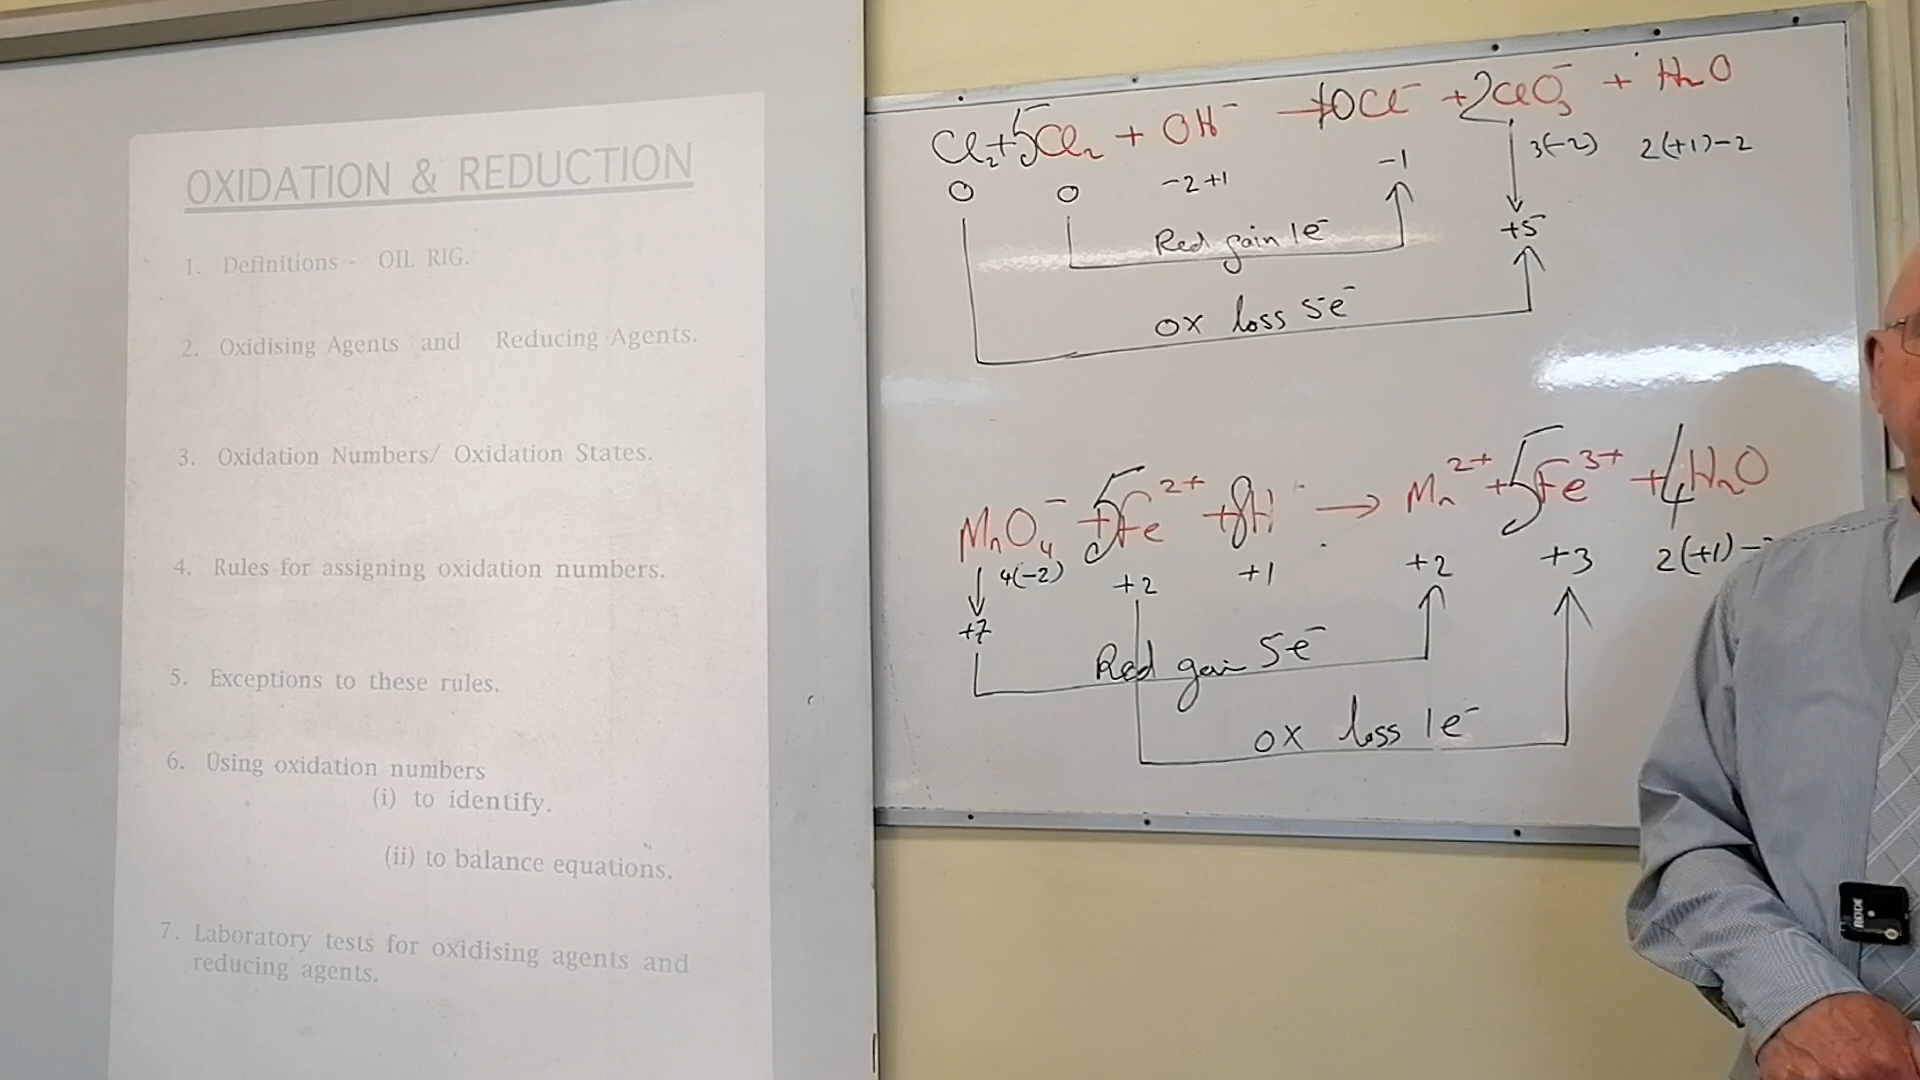 OXIDATION & REDUCTION
1. Definitions - OIL RIG.
2. Oxidising Agents and Reducing Agents.
3. Oxidation Numbers/ Oxidation States.
4. Rules for assigning oxidation numbers.
5. Exceptions to these rules.
6. Using oxidation numbers
(i) to identify.
(ii) to balance equations.
7. Laboratory tests for oxidising agents and
reducing agents.
Cl₂ + 5Cl₂ + OH⁻ → 10Cl⁻ + 2ClO₃⁻ + H₂O
0 0 -2+1 -1 3(-2) 2(+1)-2
+5
Red gain 1e⁻
ox loss 5e⁻
MnO₄⁻ + 5Fe²⁺ + 8H → Mn²⁺ + 5Fe³⁺ + 4H₂O
4(-2) +2 +1 +2 +3 2(+1)-
+7
Red gain 5e⁻
ox loss 1e⁻
RODE